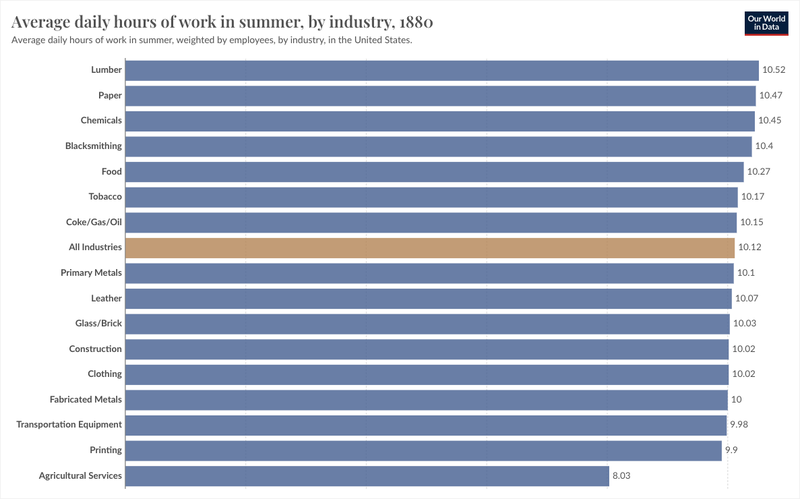 Average daily hours of work in summer, by industry, 1880
Our World
in Data
Average daily hours of work in summer, weighted by employees, by industry, in the United States.
Lumber 10.52
Paper 10.47
Chemicals 10.45
Blacksmithing 10.4
Food 10.27
Tobacco 10.17
Coke/Gas/Oil 10.15
All Industries 10.12
Primary Metals 10.1
Leather 10.07
Glass/Brick 10.03
Construction 10.02
Clothing 10.02
Fabricated Metals 10
Transportation Equipment 9.98
Printing 9.9
Agricultural Services 8.03